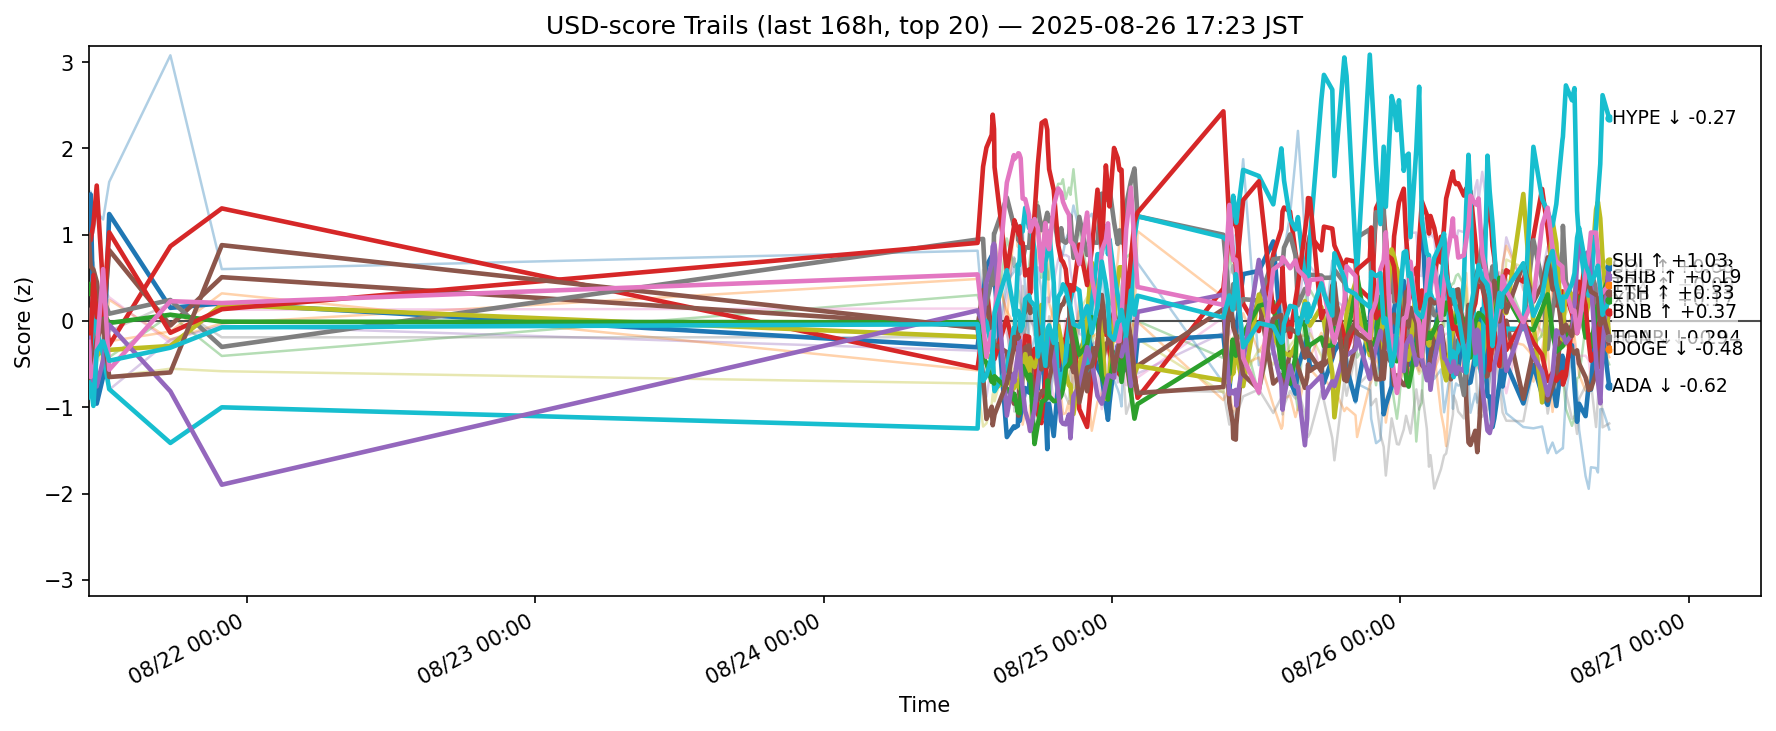 USD-score Trails (last 168h, top 20) — 2025-08-26 17:23 JST
Score (z)
3
2
1
0
−1
−2
−3
HYPE ↓ -0.27
SUI ↑ +1.03
SHIB ↑
ETH ↑ +0.33
BNB ↑ +0.37
DOGE ↓ -0.48
ADA ↓ -0.62
08/22 00:00
08/23 00:00
08/24 00:00
08/25 00:00
08/26 00:00
08/27 00:00
Time